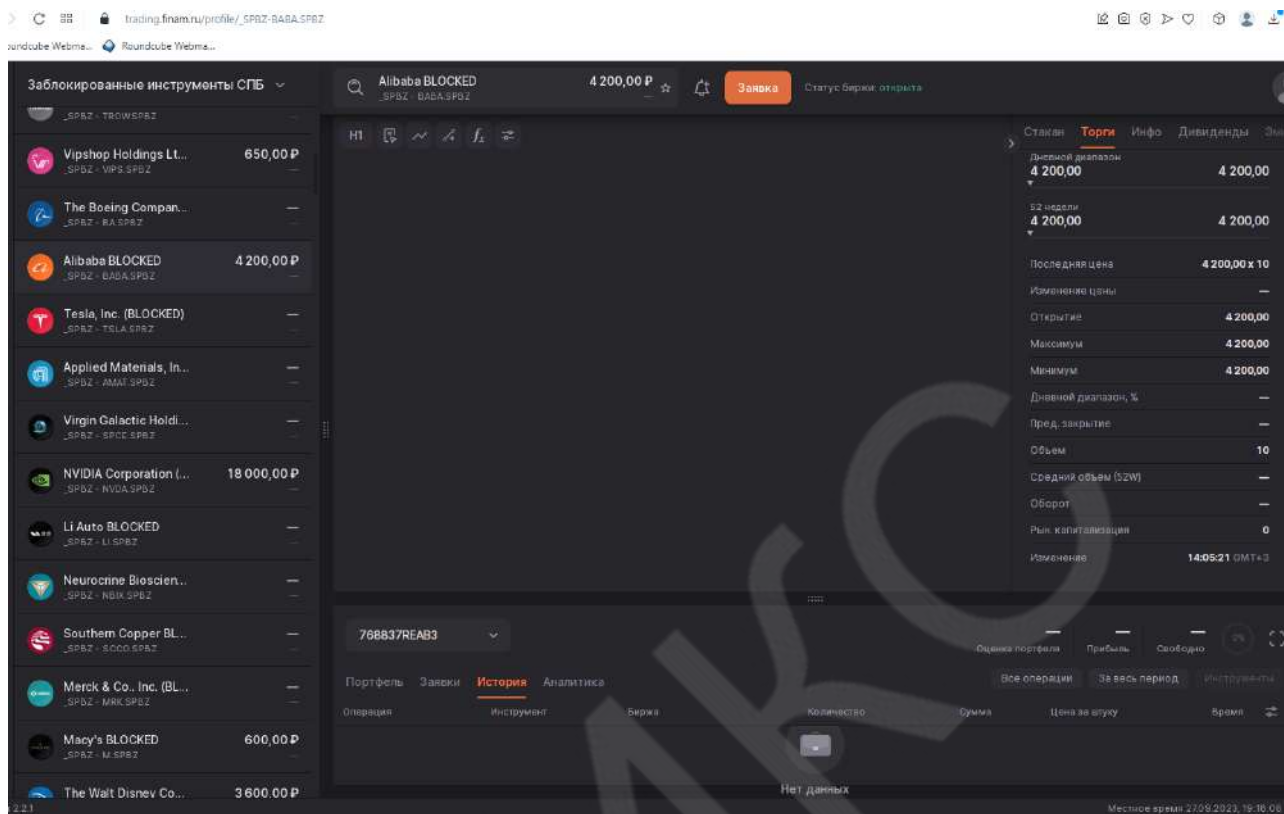 trading.finam.ru/profile/_SPBZ-BABA.SPBZ
oundcube Webma... Roundcube Webma...
Заблокированные инструменты СПБ
_SPBZ - TROW.SPBZ —
Vipshop Holdings Lt... 650,00 ₽
_SPBZ - VIPS.SPBZ —
The Boeing Compan... —
_SPBZ - BA.SPBZ —
Alibaba BLOCKED 4 200,00 ₽
_SPBZ - BABA.SPBZ —
Tesla, Inc. (BLOCKED) —
_SPBZ - TSLA.SPBZ —
Applied Materials, In... —
_SPBZ - AMAT.SPBZ —
Virgin Galactic Holdi... —
_SPBZ - SPCE.SPBZ —
NVIDIA Corporation (... 18 000,00 ₽
_SPBZ - NVDA.SPBZ —
Li Auto BLOCKED —
_SPBZ - LI.SPBZ —
Neurocrine Bioscien... —
_SPBZ - NBIX.SPBZ —
Southern Copper BL... —
_SPBZ - SCCO.SPBZ —
Merck & Co., Inc. (BL... —
_SPBZ - MRK.SPBZ —
Macy's BLOCKED 600,00 ₽
_SPBZ - M.SPBZ —
The Walt Disney Co... 3 600,00 ₽
2.2.1
Alibaba BLOCKED 4 200,00 ₽
_SPBZ - BABA.SPBZ —
Заявка
Статус биржи: открыта
H1
Стакан Торги Инфо Дивиденды
Дневной диапазон
4 200,00 4 200,00
52 недели
4 200,00 4 200,00
Последняя цена 4 200,00 x 10
Изменение цены —
Открытие 4 200,00
Максимум 4 200,00
Минимум 4 200,00
Дневной диапазон, % —
Пред. закрытие —
Объем 10
Средний объем (52W) —
Оборот —
Рын. капитализация 0
Изменение 14:05:21 GMT+3
768837REAB3
— — —
Оценка портфеля Прибыль Свободно 0%
Портфель Заявки История Аналитика
Все операции За весь период Инструменты
Операция Инструмент Биржа Количество Сумма Цена за штуку Время
Нет данных
Местное время 27.09.2023, 19:18:06